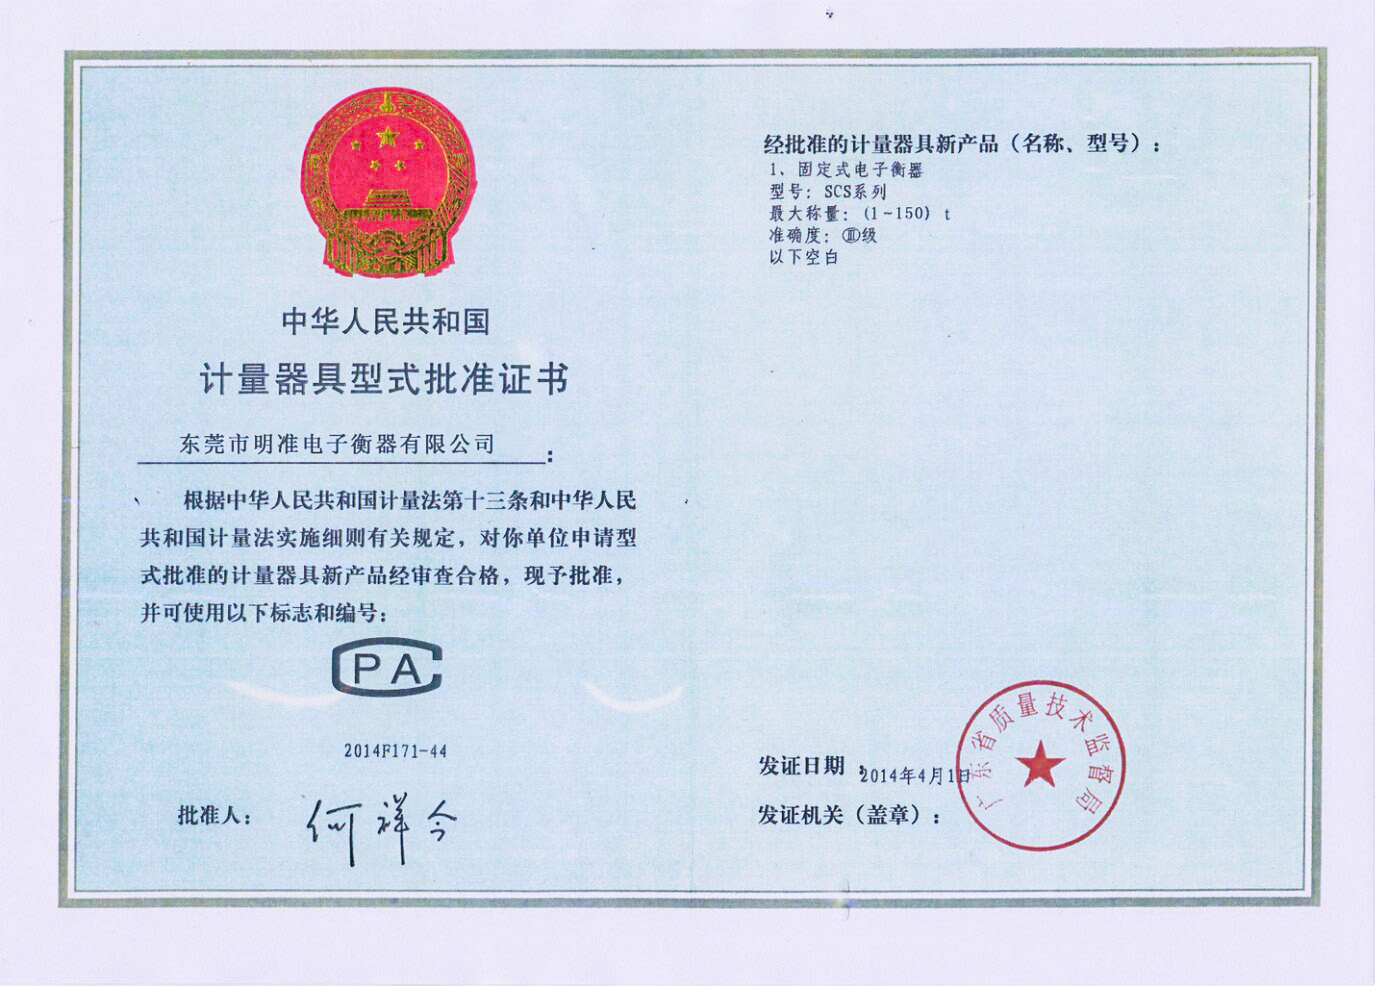 中华人民共和国
计量器具型式批准证书
东莞市明准电子衡器有限公司：
根据中华人民共和国计量法第十三条和中华人民
共和国计量法实施细则有关规定，对你单位申请型
式批准的计量器具新产品经审查合格，现予批准，
并可使用以下标志和编号：
CPA
2014F171-44
批准人：
何祥今
经批准的计量器具新产品（名称、型号）：
1、固定式电子衡器
型号：SCS系列
最大称量：(1~150) t
准确度：Ⅲ级
以下空白
发证日期：2014年4月1日
发证机关（盖章）：
广东省质量技术监督局